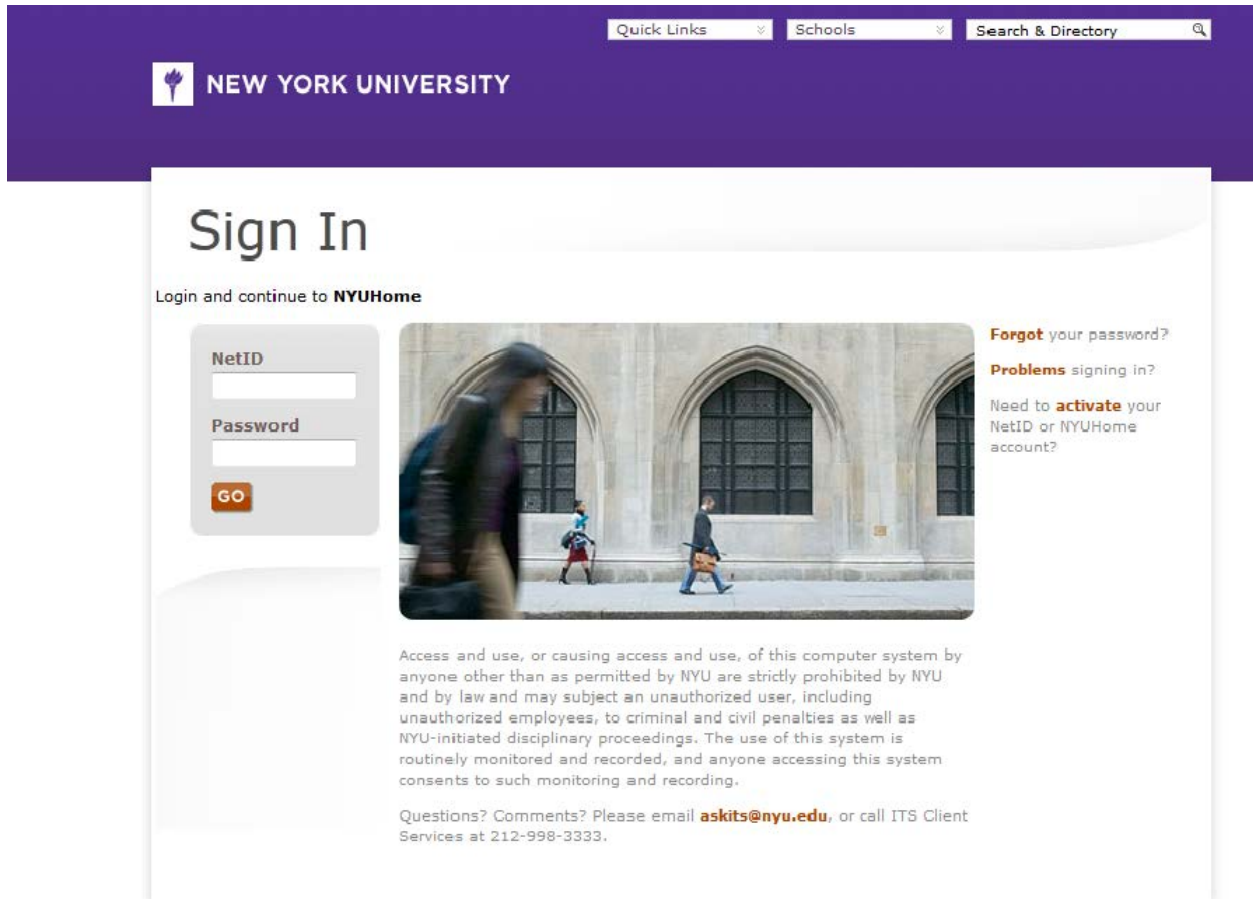 Quick Links
Schools
Search & Directory
NEW YORK UNIVERSITY
Sign In
Login and continue to NYUHome
NetID
Password
GO
Forgot your password?
Problems signing in?
Need to activate your
NetID or NYUHome
account?
Access and use, or causing access and use, of this computer system by
anyone other than as permitted by NYU are strictly prohibited by NYU
and by law and may subject an unauthorized user, including
unauthorized employees, to criminal and civil penalties as well as
NYU-initiated disciplinary proceedings. The use of this system is
routinely monitored and recorded, and anyone accessing this system
consents to such monitoring and recording.
Questions? Comments? Please email askits@nyu.edu, or call ITS Client
Services at 212-998-3333.